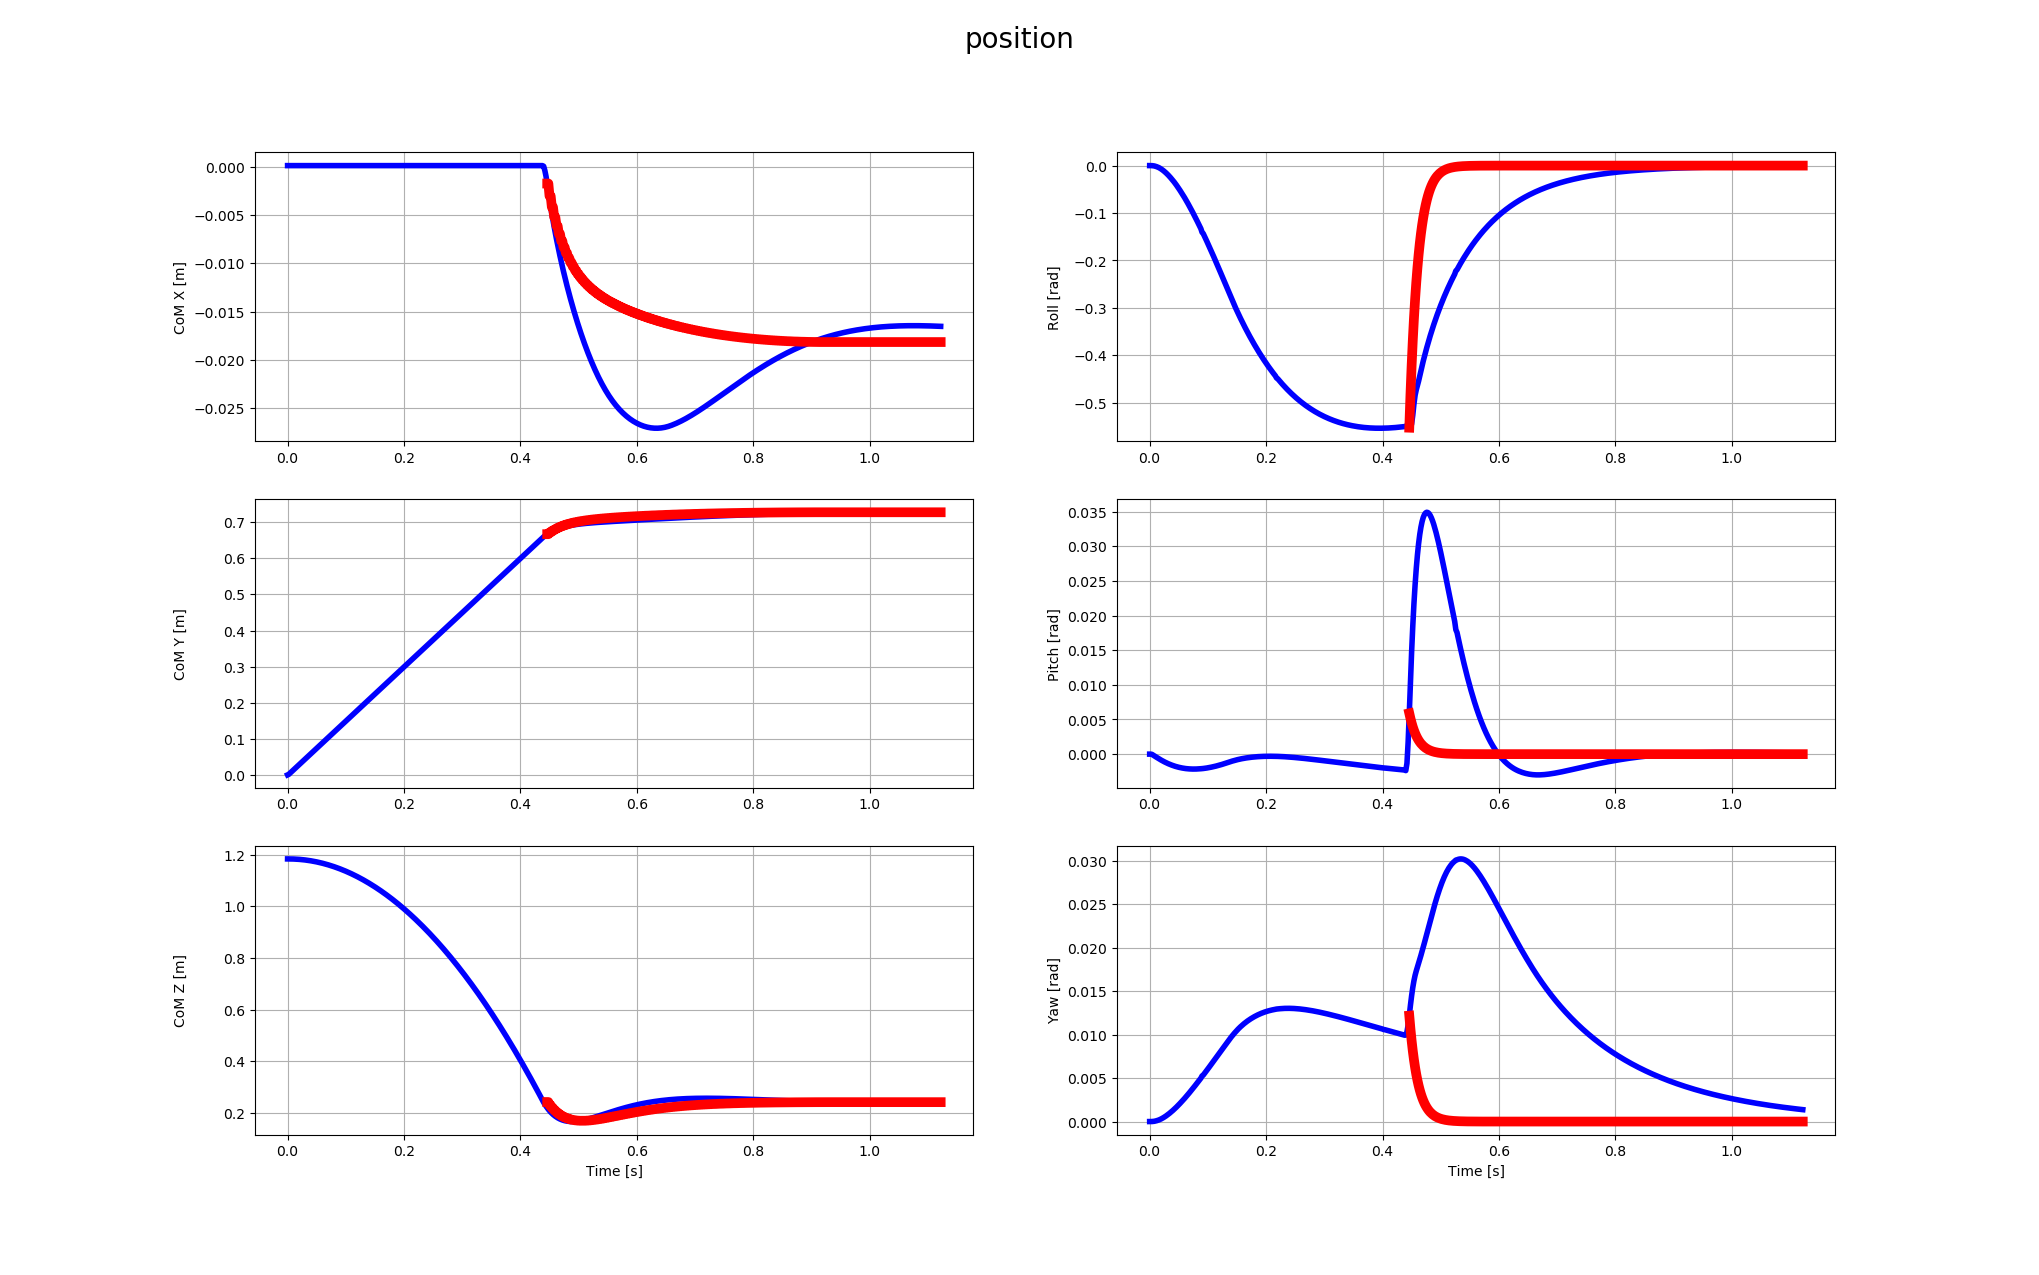 position
CoM X [m]
0.000
−0.005
−0.010
−0.015
−0.020
−0.025
0.0 0.2 0.4 0.6 0.8 1.0
Roll [rad]
0.0
−0.1
−0.2
−0.3
−0.4
−0.5
0.0 0.2 0.4 0.6 0.8 1.0
CoM Y [m]
0.7
0.6
0.5
0.4
0.3
0.2
0.1
0.0
0.0 0.2 0.4 0.6 0.8 1.0
Pitch [rad]
0.035
0.030
0.025
0.020
0.015
0.010
0.005
0.000
0.0 0.2 0.4 0.6 0.8 1.0
CoM Z [m]
1.2
1.0
0.8
0.6
0.4
0.2
0.0 0.2 0.4 0.6 0.8 1.0
Time [s]
Yaw [rad]
0.030
0.025
0.020
0.015
0.010
0.005
0.000
0.0 0.2 0.4 0.6 0.8 1.0
Time [s]